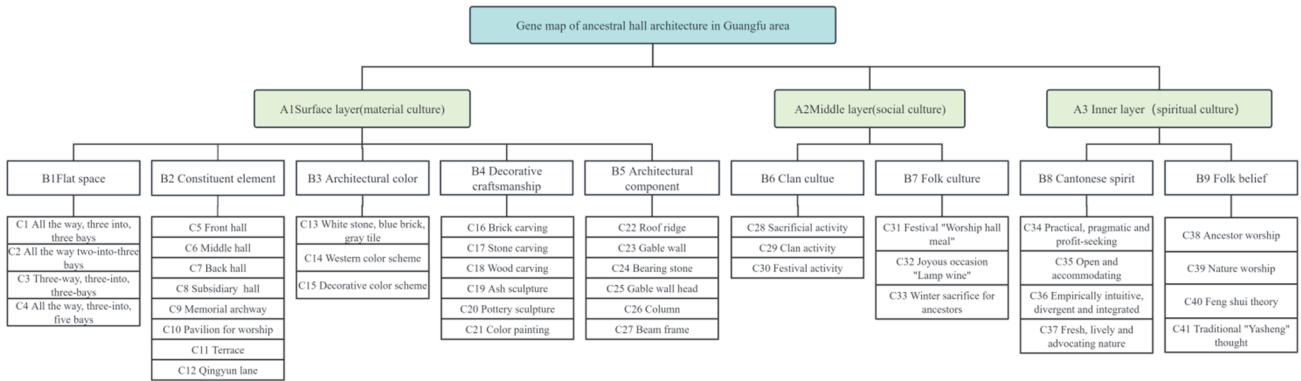 Gene map of ancestral hall architecture in Guangfu area
A1Surface layer(material culture)
A2Middle layer(social culture)
A3 Inner layer（spiritual culture）
B1Flat space
B2 Constituent element
B3 Architectural color
B4 Decorative
craftsmanship
B5 Architectural
component
B6 Clan cultue
B7 Folk culture
B8 Cantonese spirit
B9 Folk belief
C1 All the way, three into,
three bays
C2 All the way two-into-three
bays
C3 Three-way, three-into,
three-bays
C4 All the way, three-into,
five bays
C5 Front hall
C6 Middle hall
C7 Back hall
C8 Subsidiary hall
C9 Memorial archway
C10 Pavilion for worship
C11 Terrace
C12 Qingyun lane
C13 White stone, blue brick,
gray tile
C14 Western color scheme
C15 Decorative color scheme
C16 Brick carving
C17 Stone carving
C18 Wood carving
C19 Ash sculpture
C20 Pottery sculpture
C21 Color painting
C22 Roof ridge
C23 Gable wall
C24 Bearing stone
C25 Gable wall head
C26 Column
C27 Beam frame
C28 Sacrificial activity
C29 Clan activity
C30 Festival activity
C31 Festival "Worship hall
meal"
C32 Joyous occasion
"Lamp wine"
C33 Winter sacrifice for
ancestors
C34 Practical, pragmatic and
profit-seeking
C35 Open and
accommodating
C36 Empirically intuitive,
divergent and integrated
C37 Fresh, lively and
advocating nature
C38 Ancestor worship
C39 Nature worship
C40 Feng shui theory
C41 Traditional "Yasheng"
thought